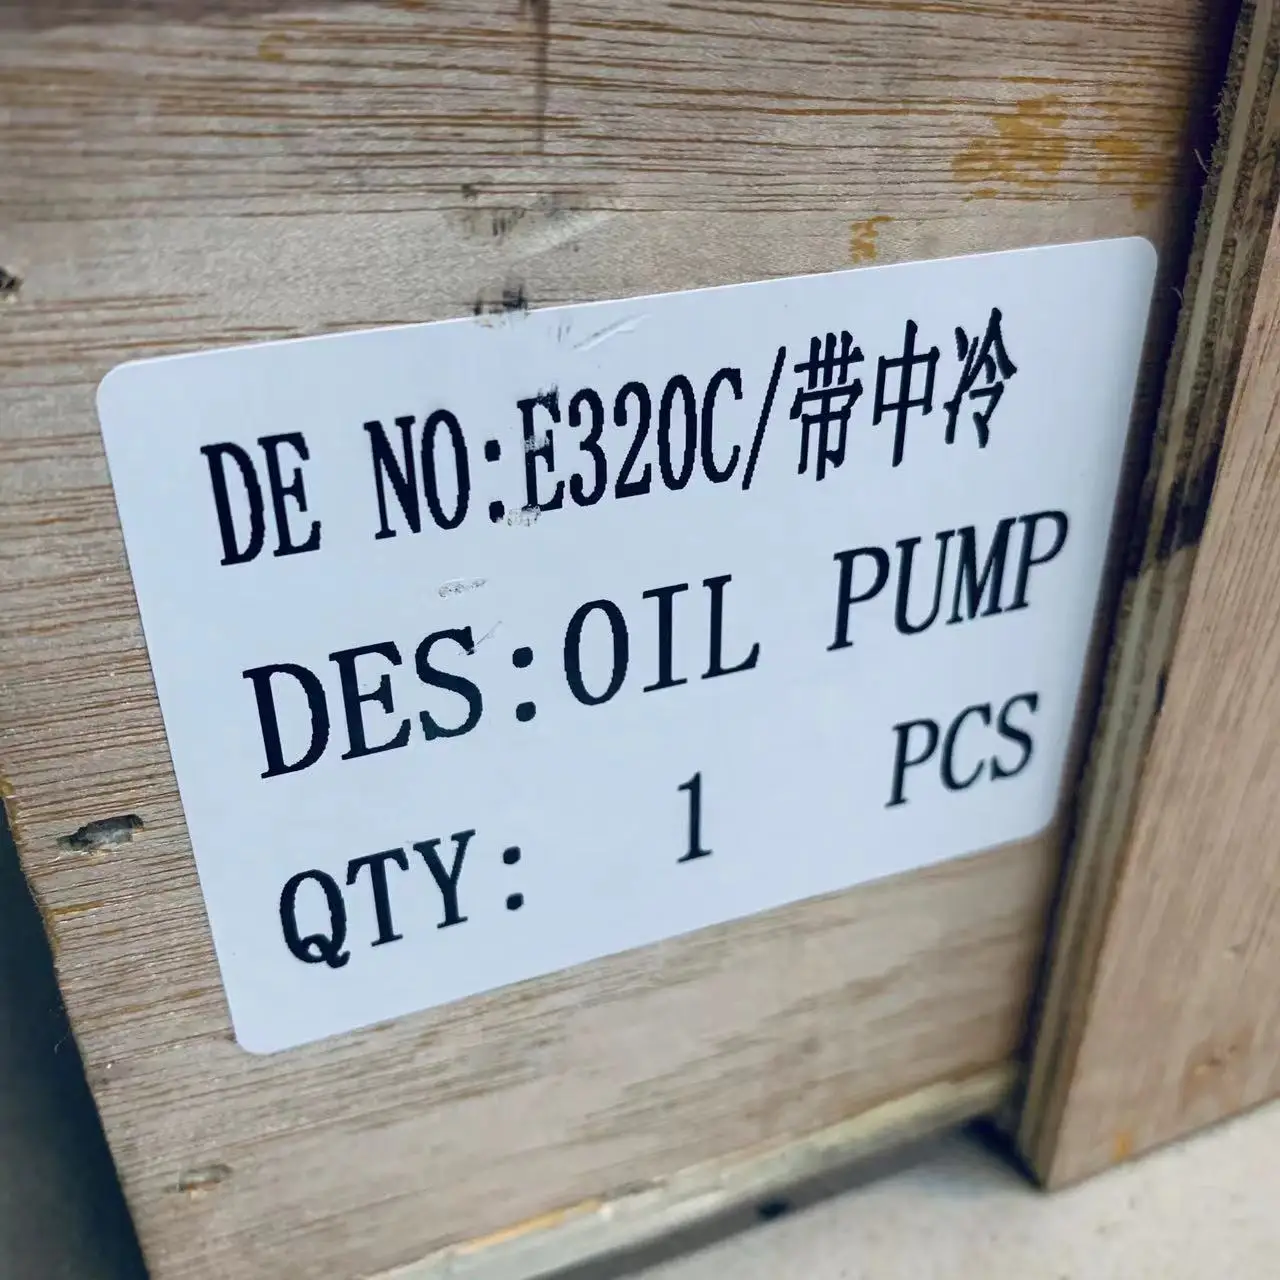 DE NO:E320C/带中冷
DES:OIL PUMP
QTY: 1 PCS